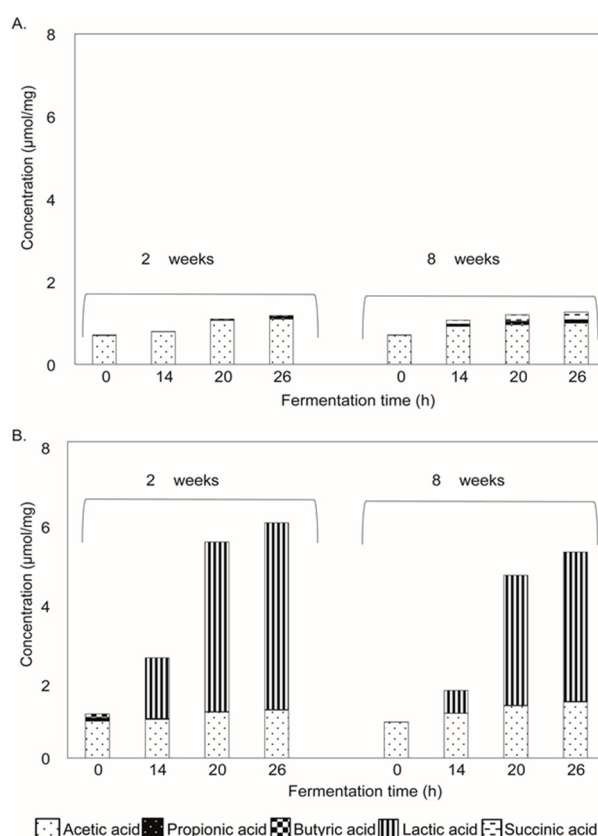 A.
8
6
4
2
0
Concentration (µmol/mg)
2 weeks
8 weeks
0 14 20 26 0 14 20 26
Fermentation time (h)
B.
8
6
4
2
0
Concentration (µmol/mg)
2 weeks
8 weeks
0 14 20 26 0 14 20 26
Fermentation time (h)
Acetic acid Propionic acid Butyric acid Lactic acid Succinic acid